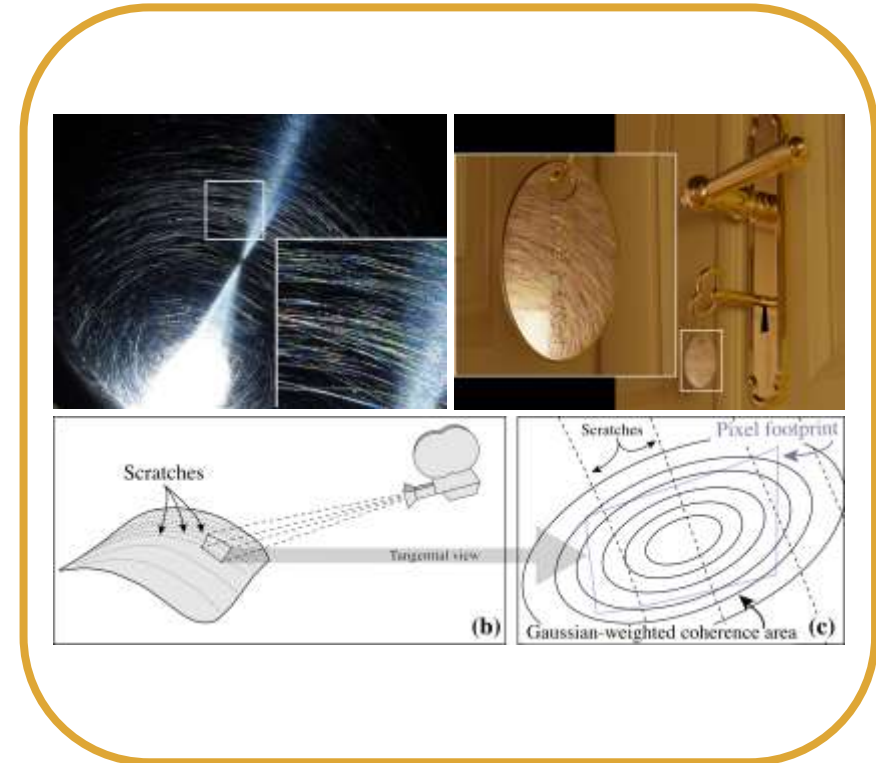 Scratches
Tangential view
(b)
Scratches
Pixel footprint
Gaussian-weighted coherence area
(c)